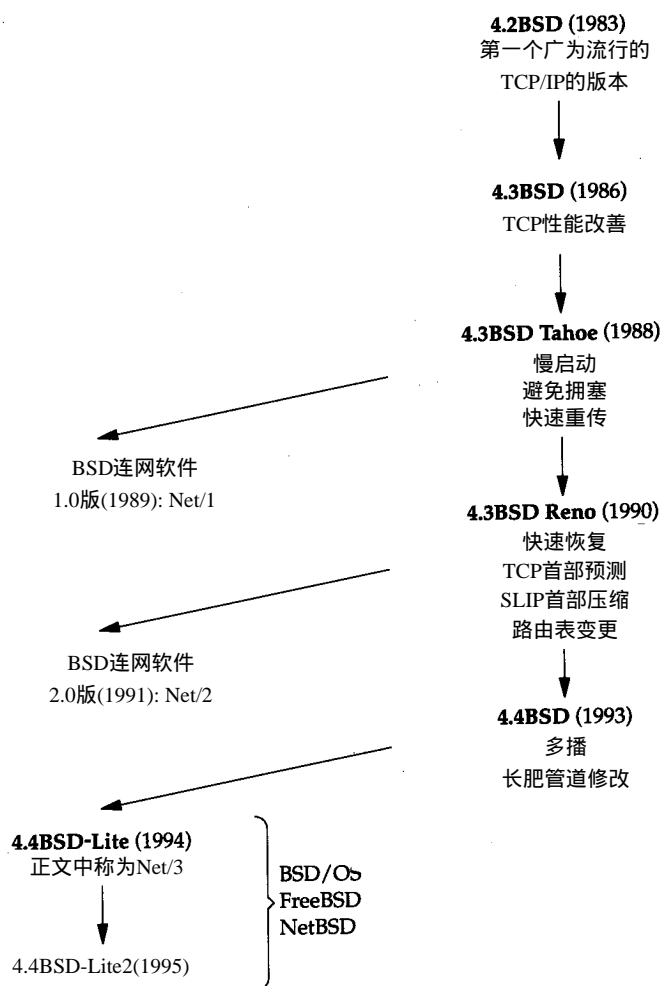 4.2BSD (1983)
第一个广为流行的
TCP/IP的版本
4.3BSD (1986)
TCP性能改善
4.3BSD Tahoe (1988)
慢启动
避免拥塞
快速重传
BSD连网软件
1.0版(1989): Net/1
4.3BSD Reno (1990)
快速恢复
TCP首部预测
SLIP首部压缩
路由表变更
BSD连网软件
2.0版(1991): Net/2
4.4BSD (1993)
多播
长肥管道修改
4.4BSD-Lite (1994)
正文中称为Net/3
BSD/Os
FreeBSD
NetBSD
4.4BSD-Lite2(1995)